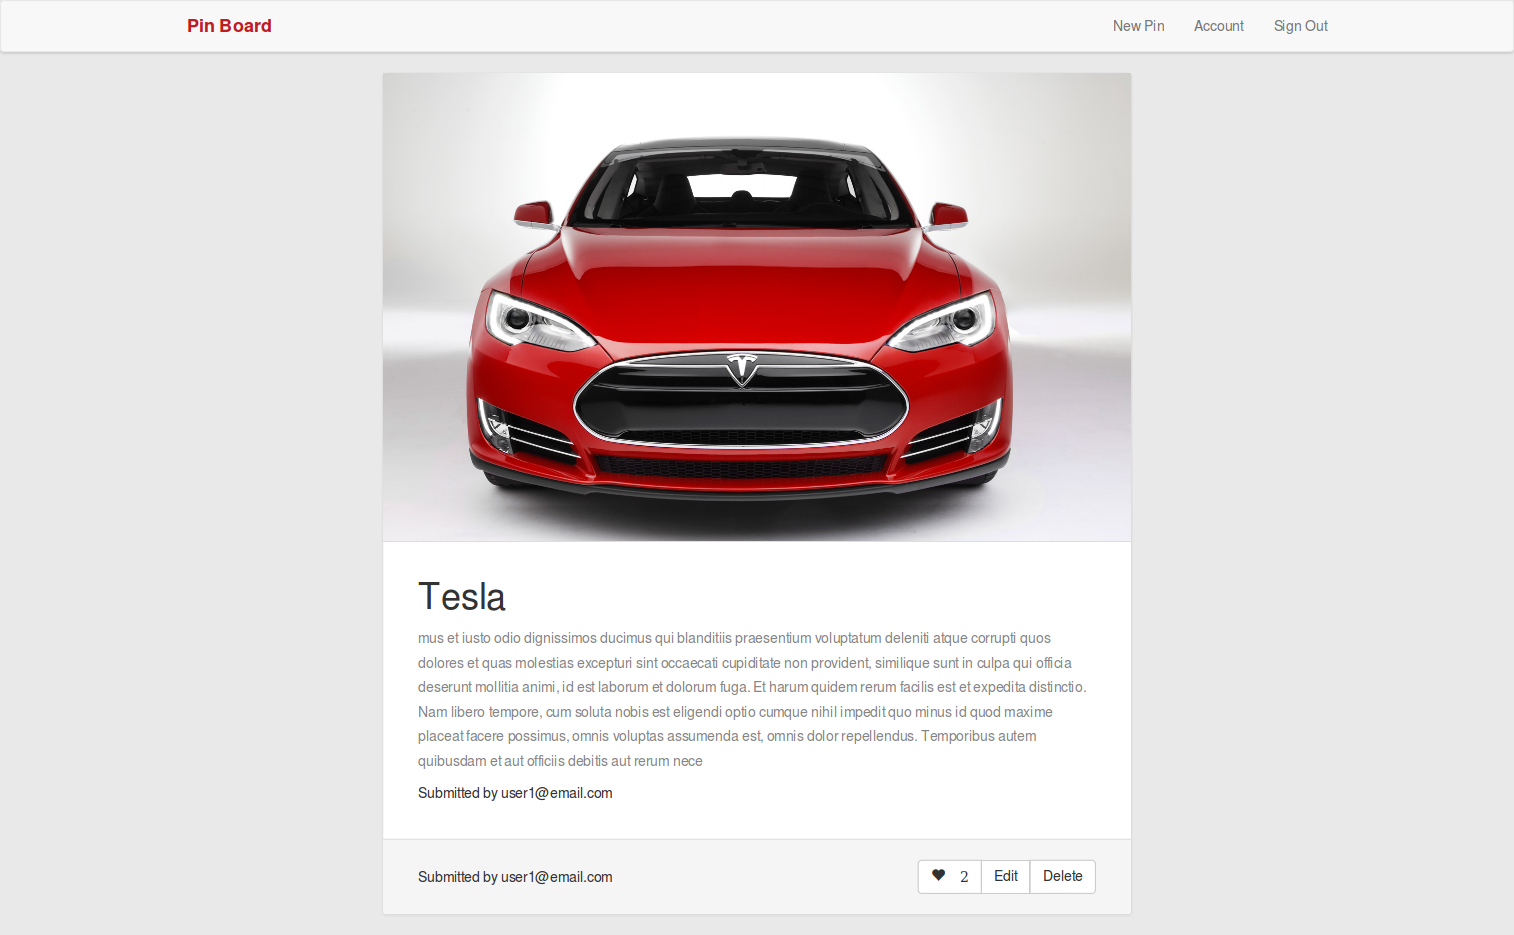 Pin Board
New Pin Account Sign Out
Tesla
mus et iusto odio dignissimos ducimus qui blanditiis praesentium voluptatum deleniti atque corrupti quos
dolores et quas molestias excepturi sint occaecati cupiditate non provident, similique sunt in culpa qui officia
deserunt mollitia animi, id est laborum et dolorum fuga. Et harum quidem rerum facilis est et expedita distinctio.
Nam libero tempore, cum soluta nobis est eligendi optio cumque nihil impedit quo minus id quod maxime
placeat facere possimus, omnis voluptas assumenda est, omnis dolor repellendus. Temporibus autem
quibusdam et aut officiis debitis aut rerum nece
Submitted by user1@email.com
Submitted by user1@email.com
2 Edit Delete